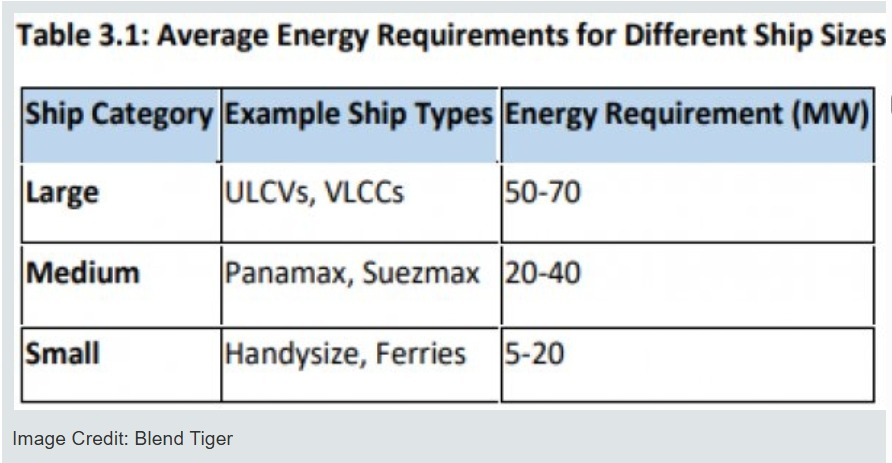 Table 3.1: Average Energy Requirements for Different Ship Sizes
Ship Category Example Ship Types Energy Requirement (MW)
Large ULCVs, VLCCs 50-70
Medium Panamax, Suezmax 20-40
Small Handysize, Ferries 5-20
Image Credit: Blend Tiger